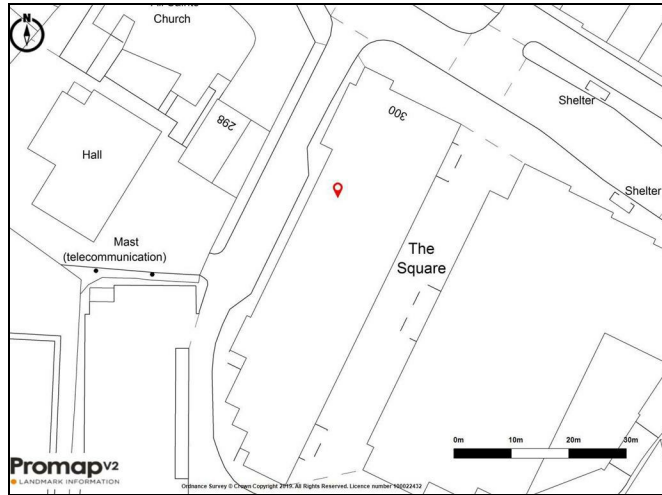 N
Church
298
300
Shelter
Hall
Shelter
Mast
(telecommunication)
The
Square
0m 10m 20m 30m
Promap V2
LANDMARK INFORMATION
Ordnance Survey © Crown Copyright 2019. All Rights Reserved. Licence number 100022432